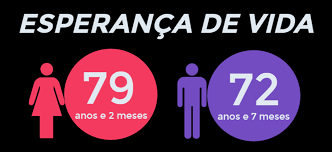 ESPERANÇA DE VIDA
79
anos e 2 meses
72
anos e 7 meses